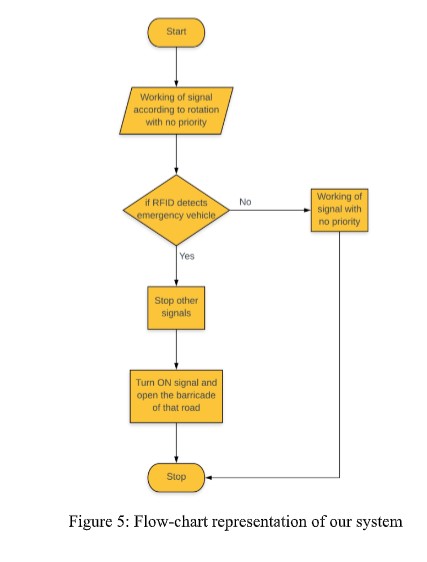 Start
Working of signal
according to rotation
with no priority
if RFID detects
emergency vehicle
No
Working of
signal with
no priority
Yes
Stop other
signals
Turn ON signal and
open the barricade
of that road
Stop
Figure 5: Flow-chart representation of our system